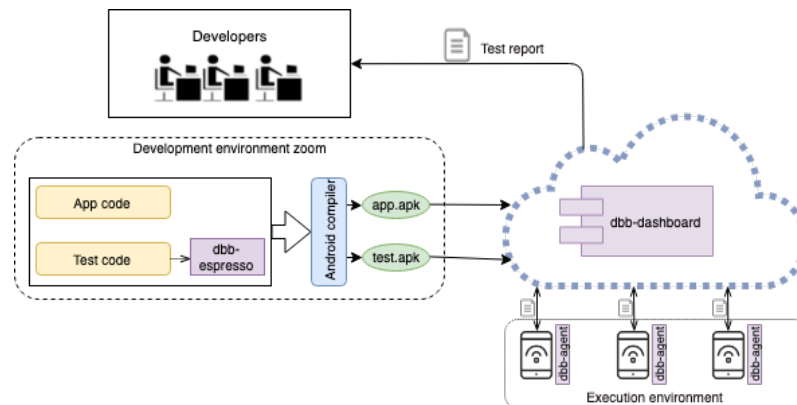 Developers
Test report
Development environment zoom
App code
Test code
dbb-
espresso
Android compiler
app.apk
test.apk
dbb-dashboard
dbb-agent
dbb-agent
dbb-agent
Execution environment